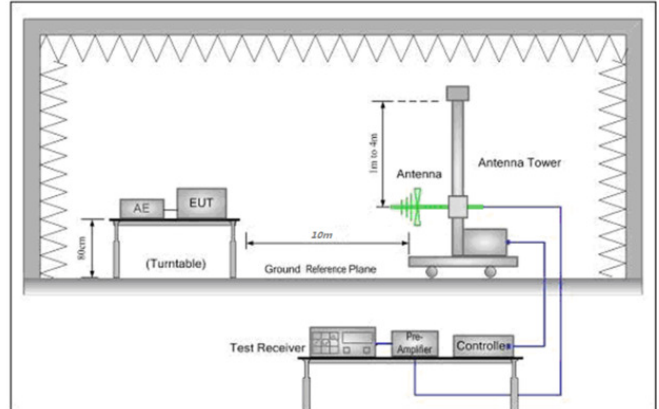 1m to 4m
Antenna
Antenna Tower
AE
EUT
10m
80cm
(Turntable)
Ground Reference Plane
Test Receiver
Pre-
Amplifier
Controller